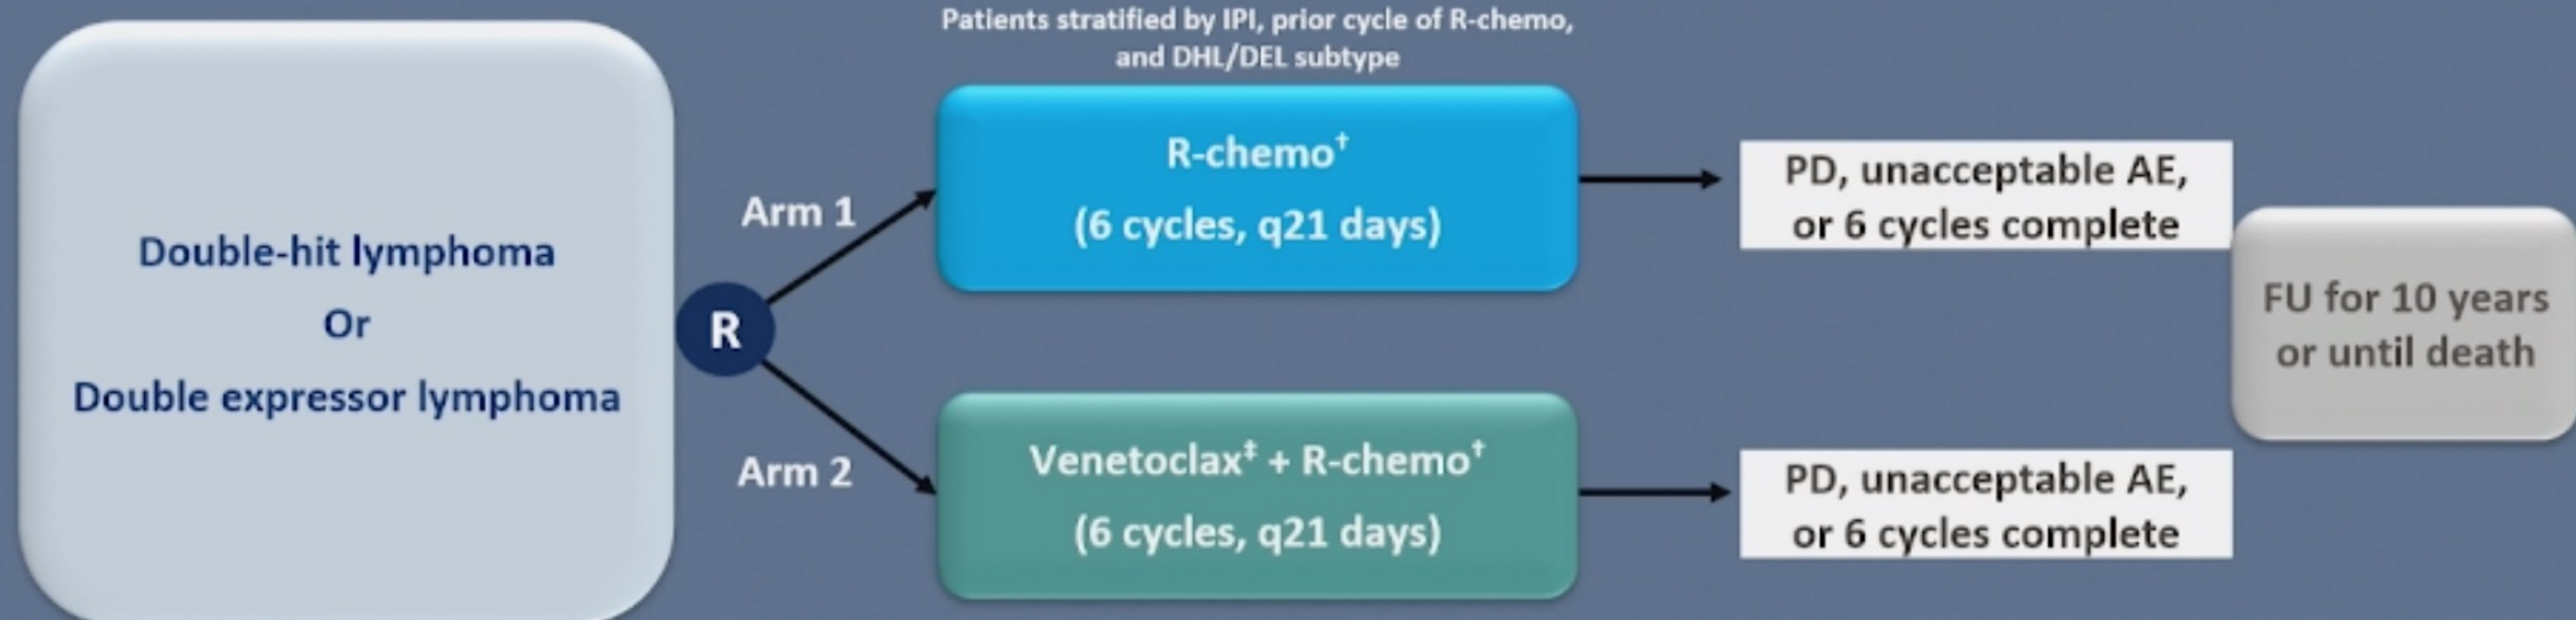 Patients stratified by IPI, prior cycle of R-chemo,
and DHL/DEL subtype
Double-hit lymphoma
Or
Double expressor lymphoma
R
Arm 1
Arm 2
R-chemo†
(6 cycles, q21 days)
Venetoclax‡ + R-chemo†
(6 cycles, q21 days)
PD, unacceptable AE,
or 6 cycles complete
PD, unacceptable AE,
or 6 cycles complete
FU for 10 years
or until death